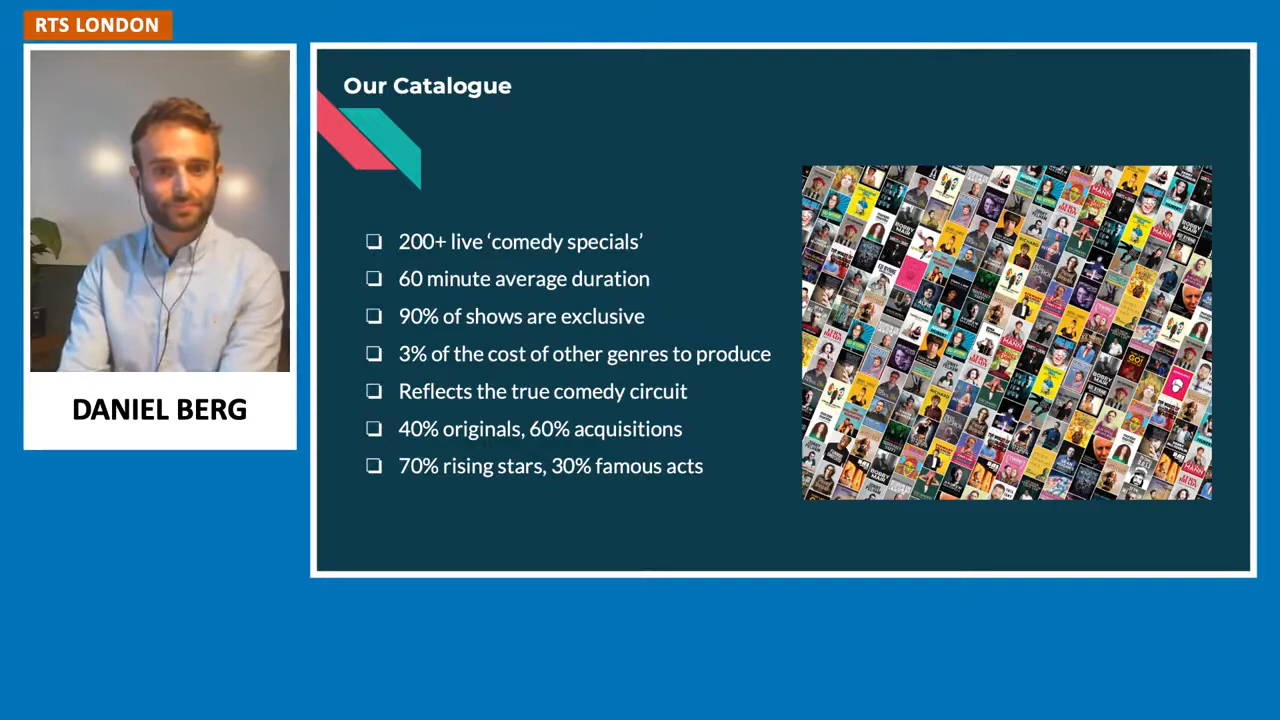 RTS LONDON
DANIEL BERG
Our Catalogue
200+ live ‘comedy specials’
60 minute average duration
90% of shows are exclusive
3% of the cost of other genres to produce
Reflects the true comedy circuit
40% originals, 60% acquisitions
70% rising stars, 30% famous acts